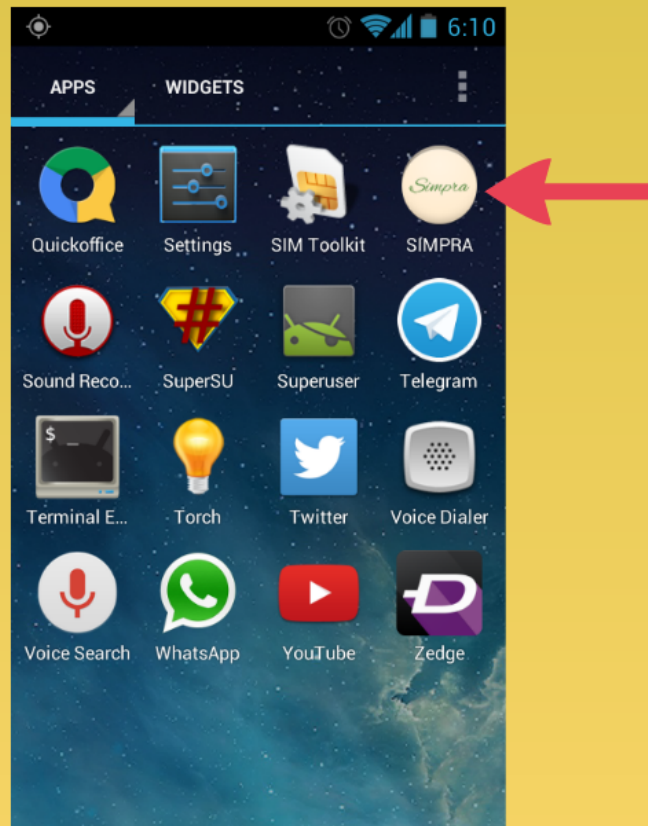 6:10
APPS WIDGETS
Simpra
Quickoffice Settings SIM Toolkit SIMPRA
#
Sound Reco... SuperSU Superuser Telegram
$
Terminal E... Torch Twitter Voice Dialer
Voice Search WhatsApp YouTube Zedge